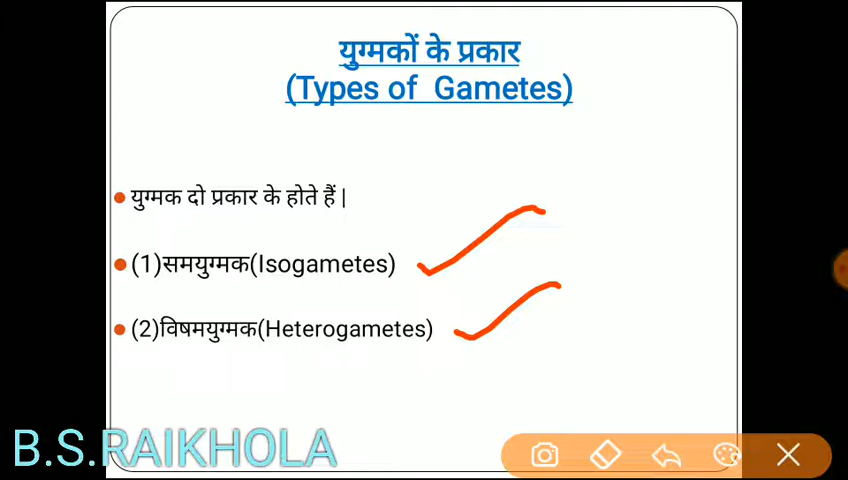 युग्मकों के प्रकार
(Types of Gametes)
युग्मक दो प्रकार के होते हैं |
(1)समयुग्मक(Isogametes)
(2)विषमयुग्मक(Heterogametes)
B.S.RAIKHOLA